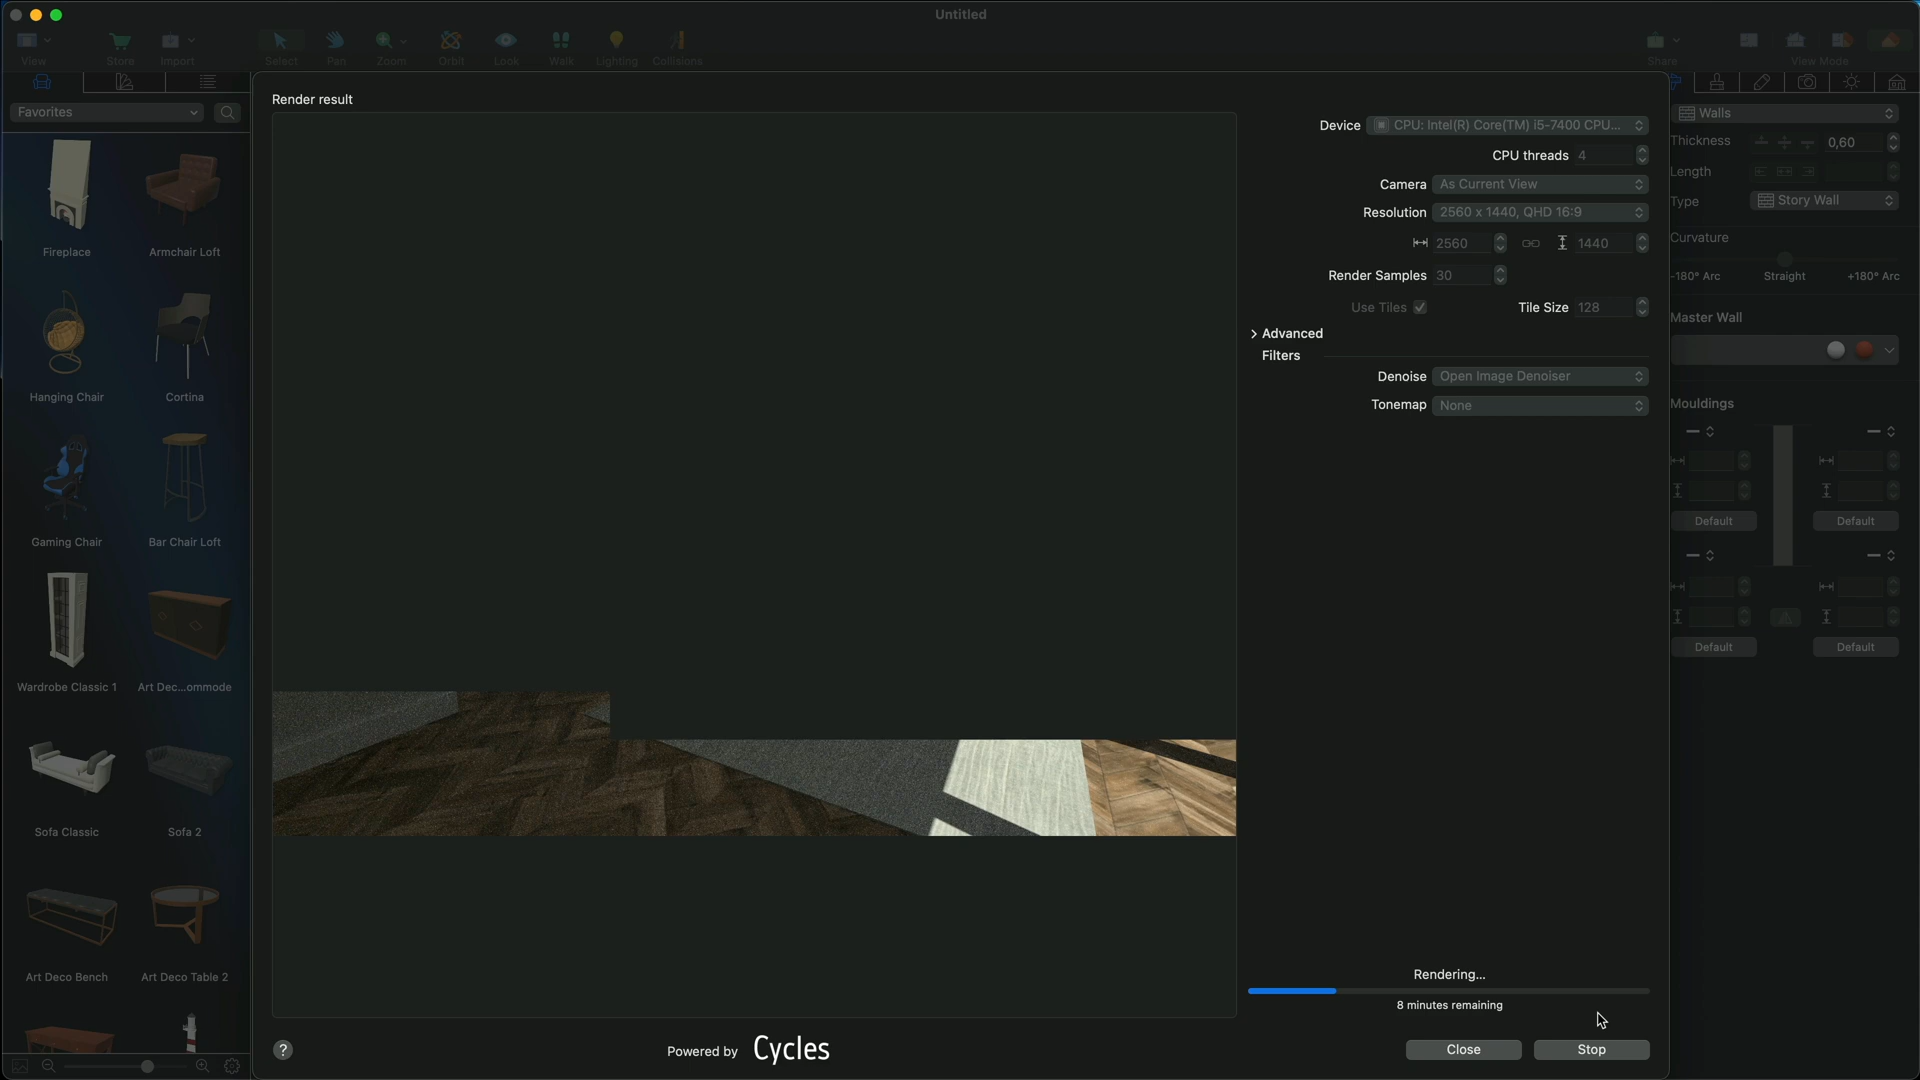 Untitled
View
Store
Import
Select
Pan
Zoom
Orbit
Look
Walk
Lighting
Collisions
Share
View Mode
Favorites
Fireplace
Armchair Loft
Hanging Chair
Cortina
Gaming Chair
Bar Chair Loft
Wardrobe Classic 1
Art Dec...ommode
Sofa Classic
Sofa 2
Art Deco Bench
Art Deco Table 2
Render result
Device CPU: Intel(R) Core(TM) i5-7400 CPU...
CPU threads 4
Camera As Current View
Resolution 2560 x 1440, QHD 16:9
2560 1440
Render Samples 30
Use Tiles Tile Size 128
Advanced
Filters
Denoise Open Image Denoiser
Tonemap None
Rendering...
8 minutes remaining
Powered by Cycles
? Close Stop
Walls
Thickness 0,60
Length
Type Story Wall
Curvature
-180° Arc Straight +180° Arc
Master Wall
Mouldings
Default Default
Default Default